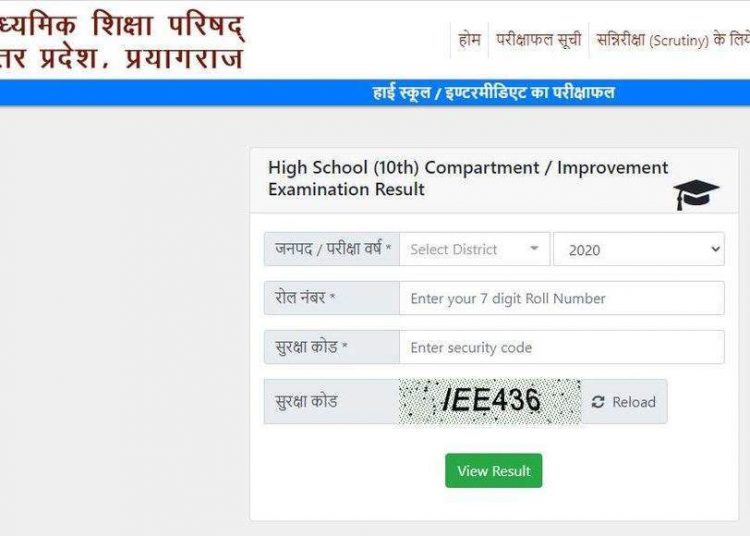 ध्यमिक शिक्षा परिषद्
तर प्रदेश, प्रयागराज
होम परीक्षाफल सूची सन्निरीक्षा (Scrutiny) के लिये
हाई स्कूल / इण्टरमीडिएट का परीक्षाफल
High School (10th) Compartment / Improvement
Examination Result
जनपद / परीक्षा वर्ष * Select District 2020
रोल नंबर * Enter your 7 digit Roll Number
सुरक्षा कोड * Enter security code
सुरक्षा कोड IEE436 Reload
View Result